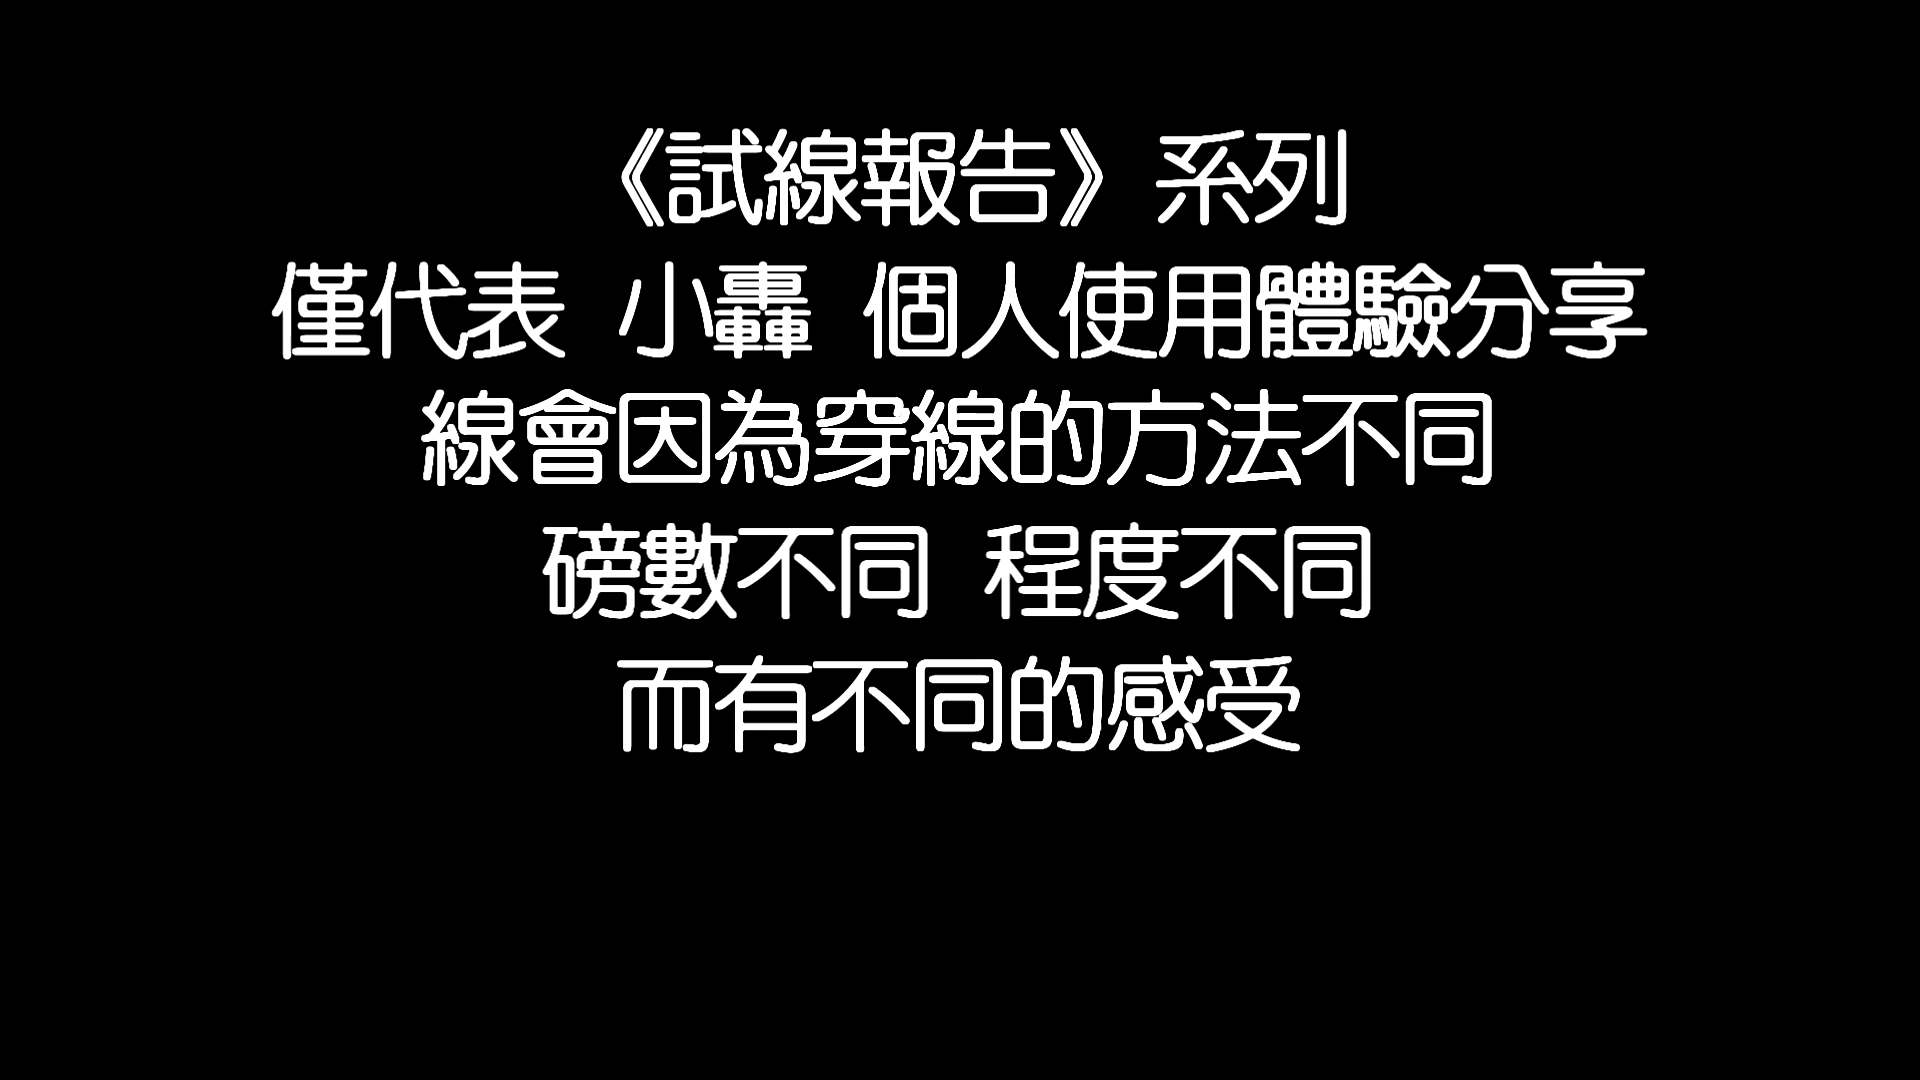 《試線報告》系列
僅代表 小轟 個人使用體驗分享
線會因為穿線的方法不同
磅數不同 程度不同
而有不同的感受